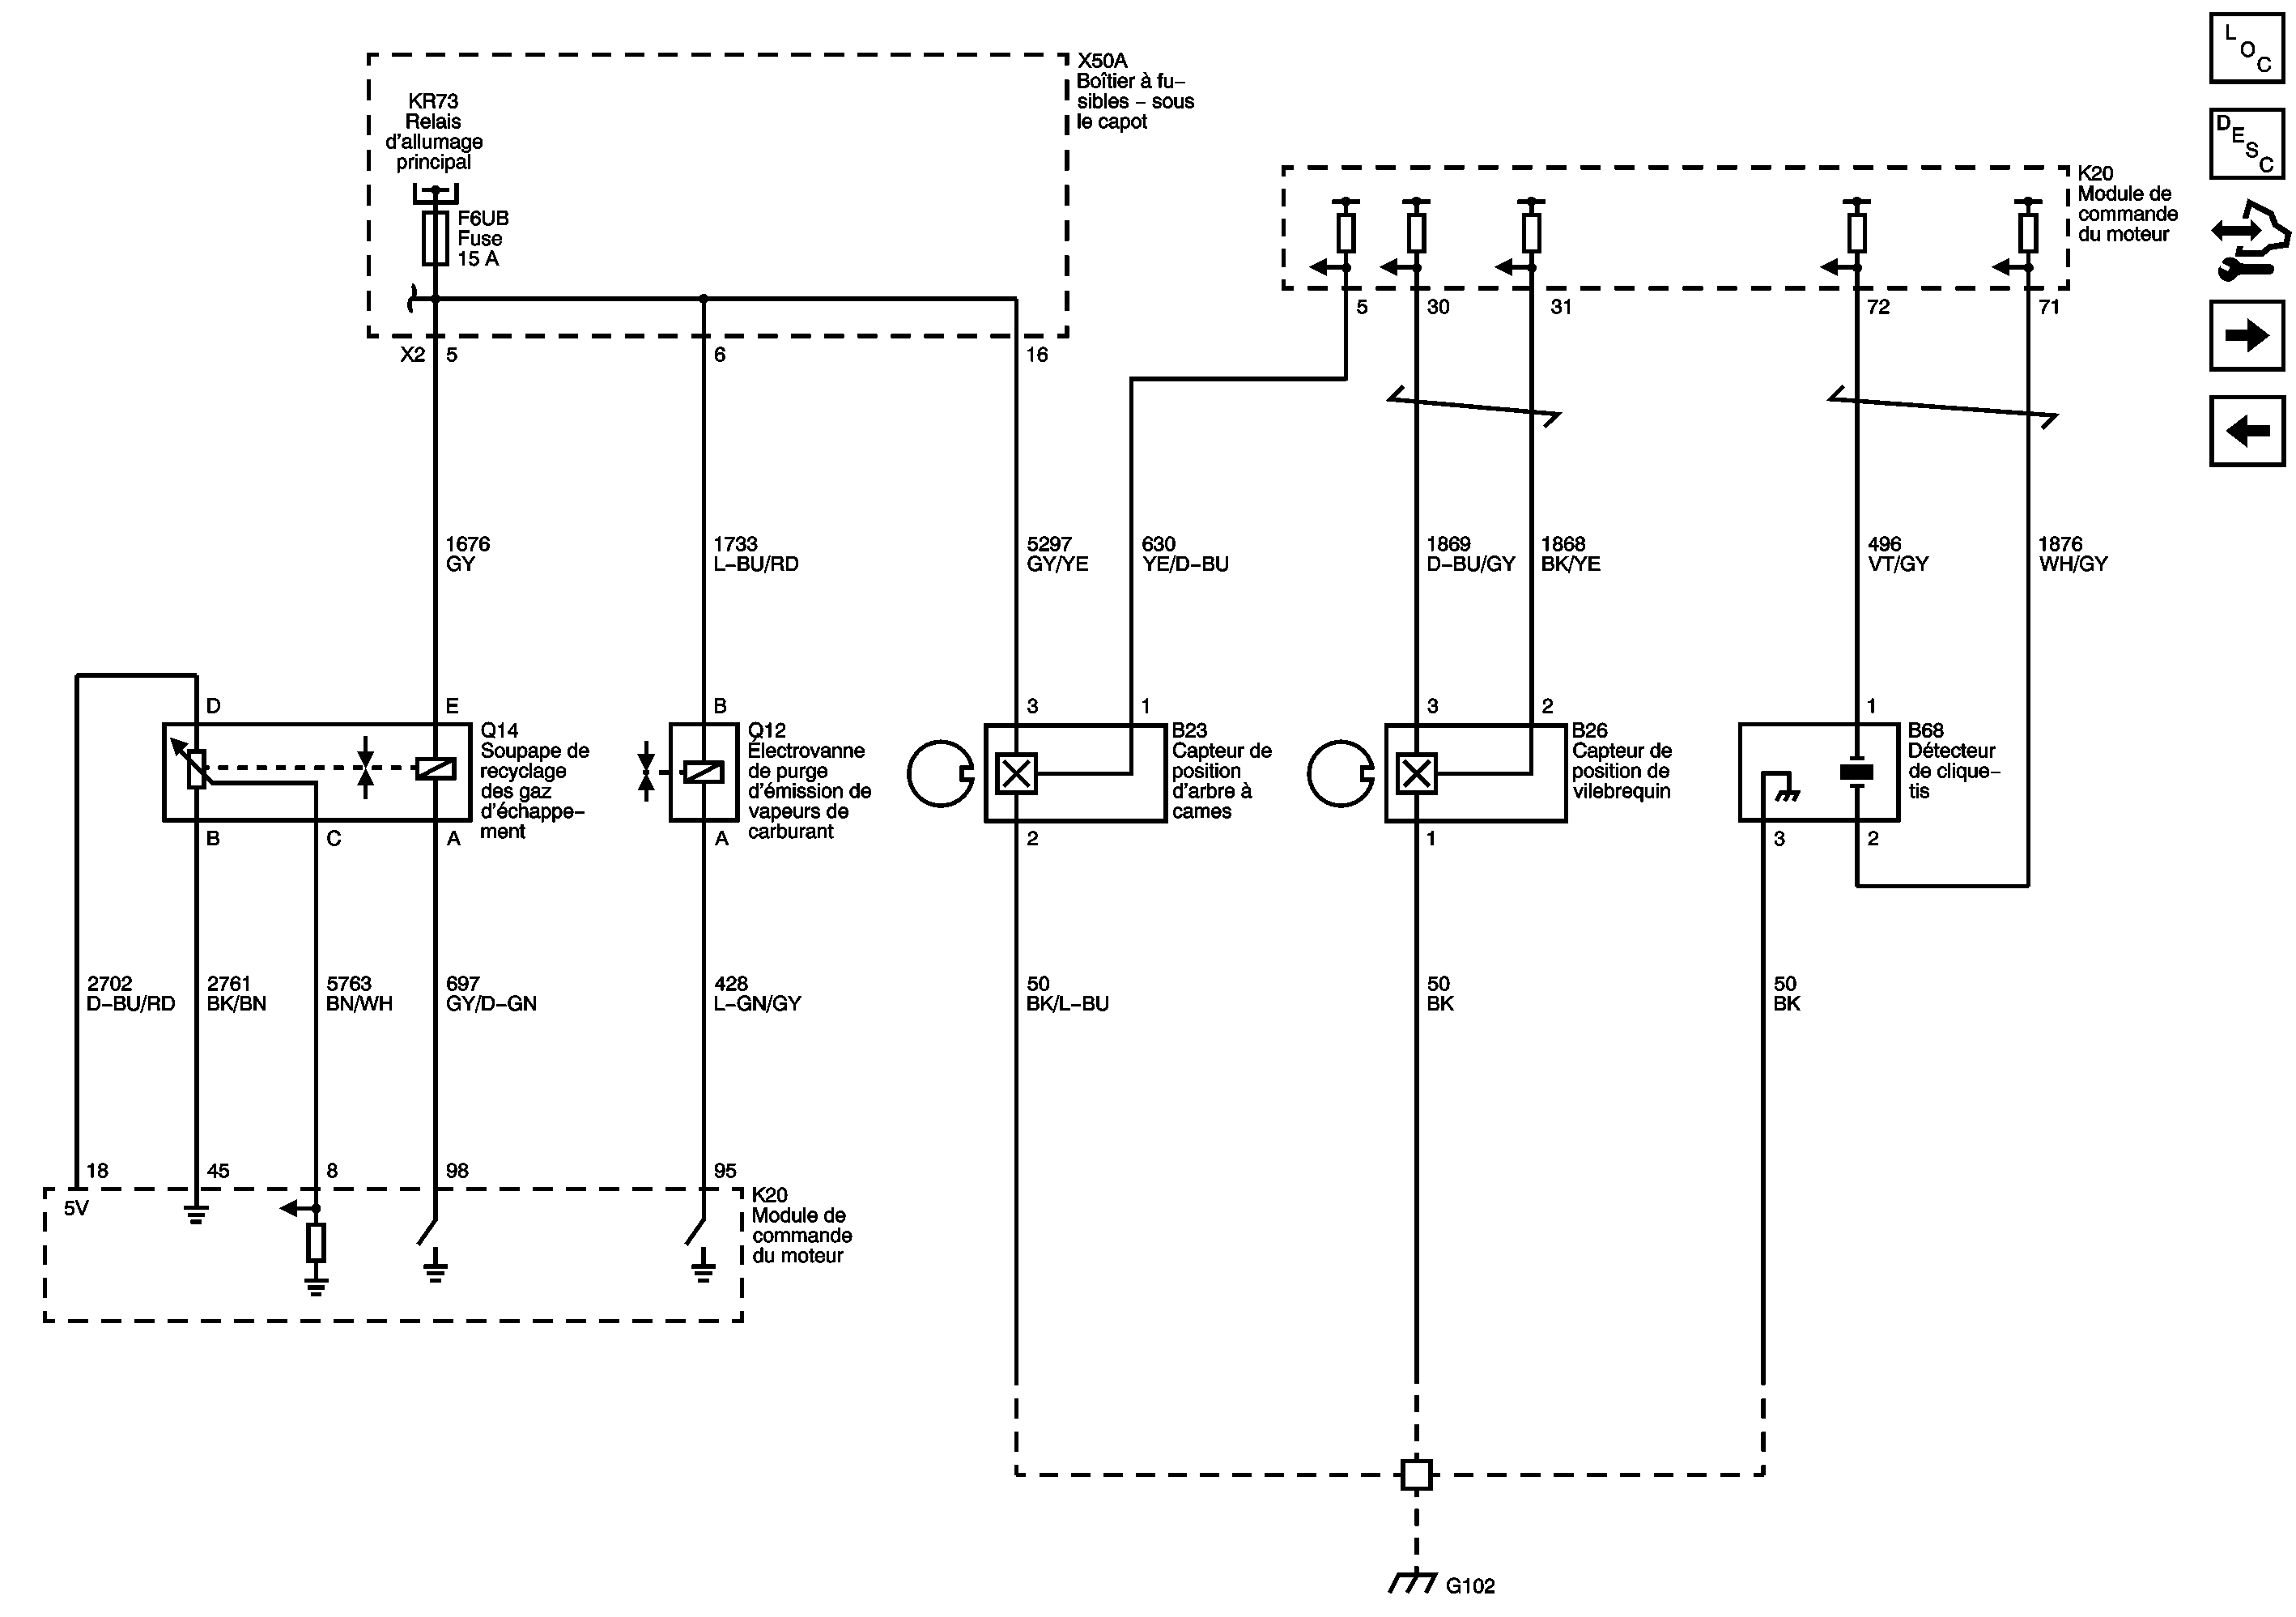 X50A
Boîtier à fu–
sibles – sous
le capot
KR73
Relais
d'allumage
principal
F6UB
Fuse
15 A
X2
5
6
16
K20
Module de
commande
du moteur
5
30
31
72
71
L
O
C
D
E
S
C
1676
GY
1733
L–BU/RD
5297
GY/YE
630
YE/D–BU
1869
D–BU/GY
1868
BK/YE
496
VT/GY
1876
WH/GY
D
E
B
3
1
3
2
1
Q14
Soupape de
recyclage
des gaz
d'échappe–
ment
Q12
Électrovanne
de purge
d'émission de
vapeurs de
carburant
B23
Capteur de
position
d'arbre à
cames
B26
Capteur de
position de
vilebrequin
B68
Détecteur
de clique–
tis
B
C
A
A
2
1
3
2
2702
D–BU/RD
2761
BK/BN
5763
BN/WH
697
GY/D–GN
428
L–GN/GY
50
BK/L–BU
50
BK
50
BK
18
45
8
98
95
5V
K20
Module de
commande
du moteur
G102